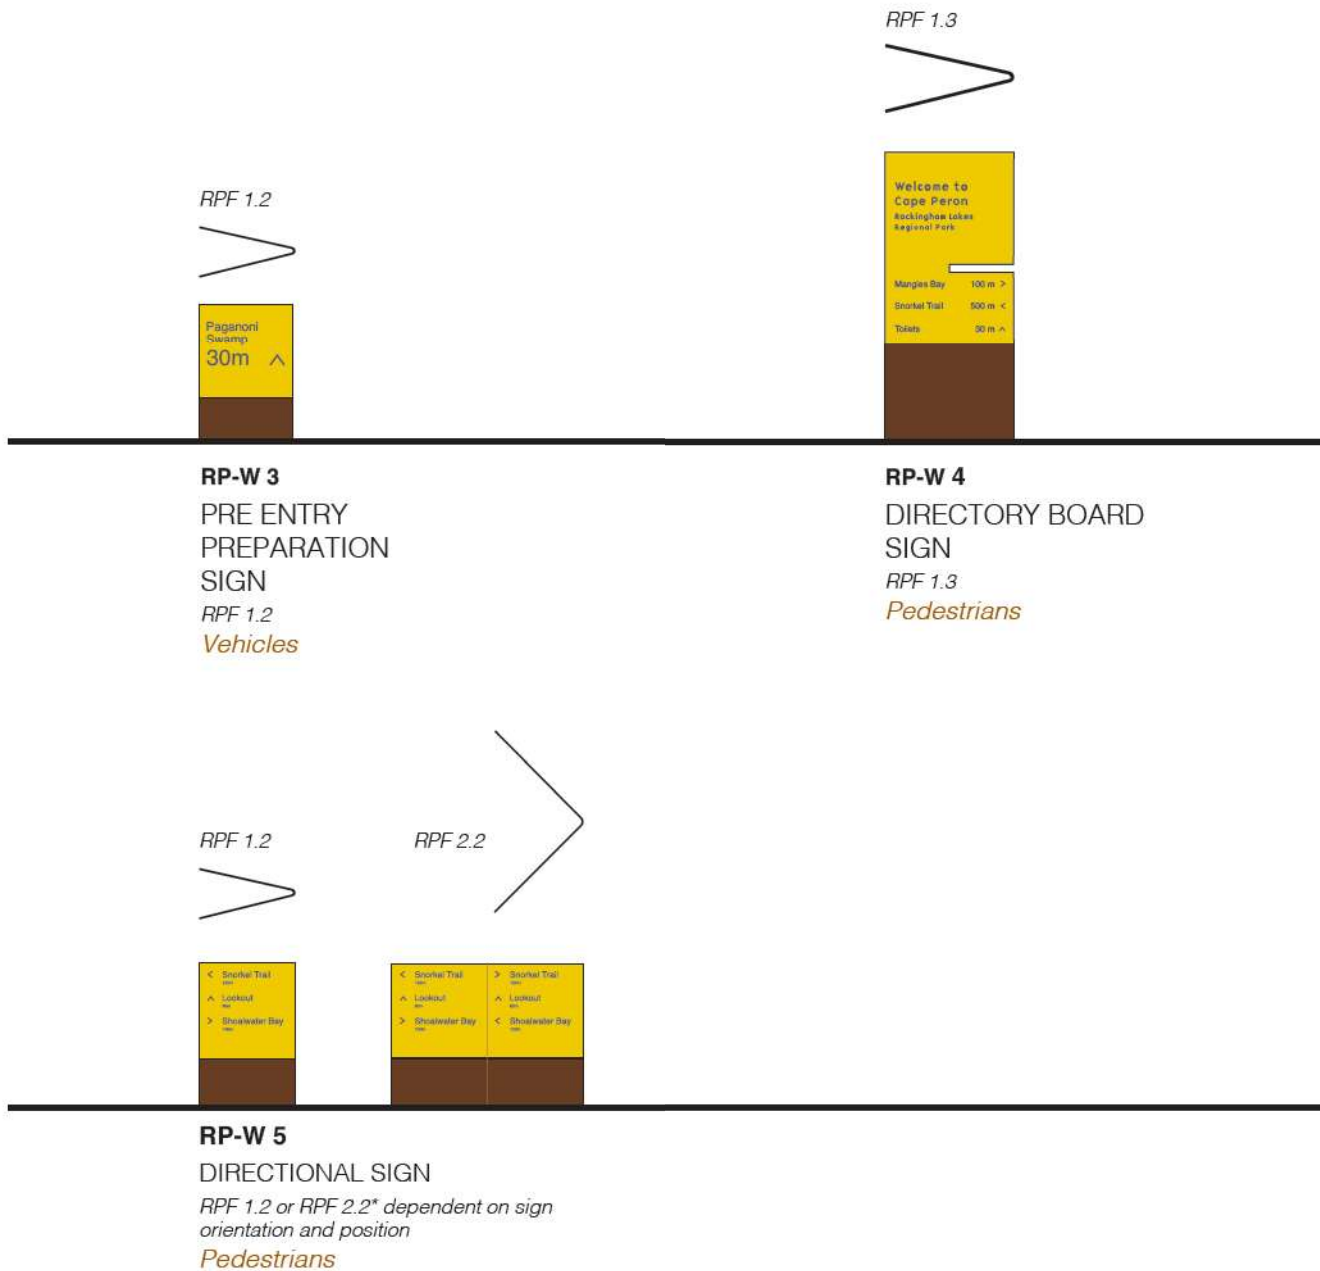 RPF 1.3
RPF 1.2
Welcome to
Cape Peron
Rockingham Lakes
Regional Park
Mangles Bay 100 m >
Snorkel Trail 500 m <
Toilets 50 m ^
Paganoni
Swamp
30m ^
RP-W 3
PRE ENTRY
PREPARATION
SIGN
RPF 1.2
Vehicles
RP-W 4
DIRECTORY BOARD
SIGN
RPF 1.3
Pedestrians
RPF 1.2
RPF 2.2
< Snorkel Trail
^ Lookout
> Shoalwater Bay
< Snorkel Trail
^ Lookout
> Shoalwater Bay
> Snorkel Trail
^ Lookout
< Shoalwater Bay
RP-W 5
DIRECTIONAL SIGN
RPF 1.2 or RPF 2.2* dependent on sign
orientation and position
Pedestrians